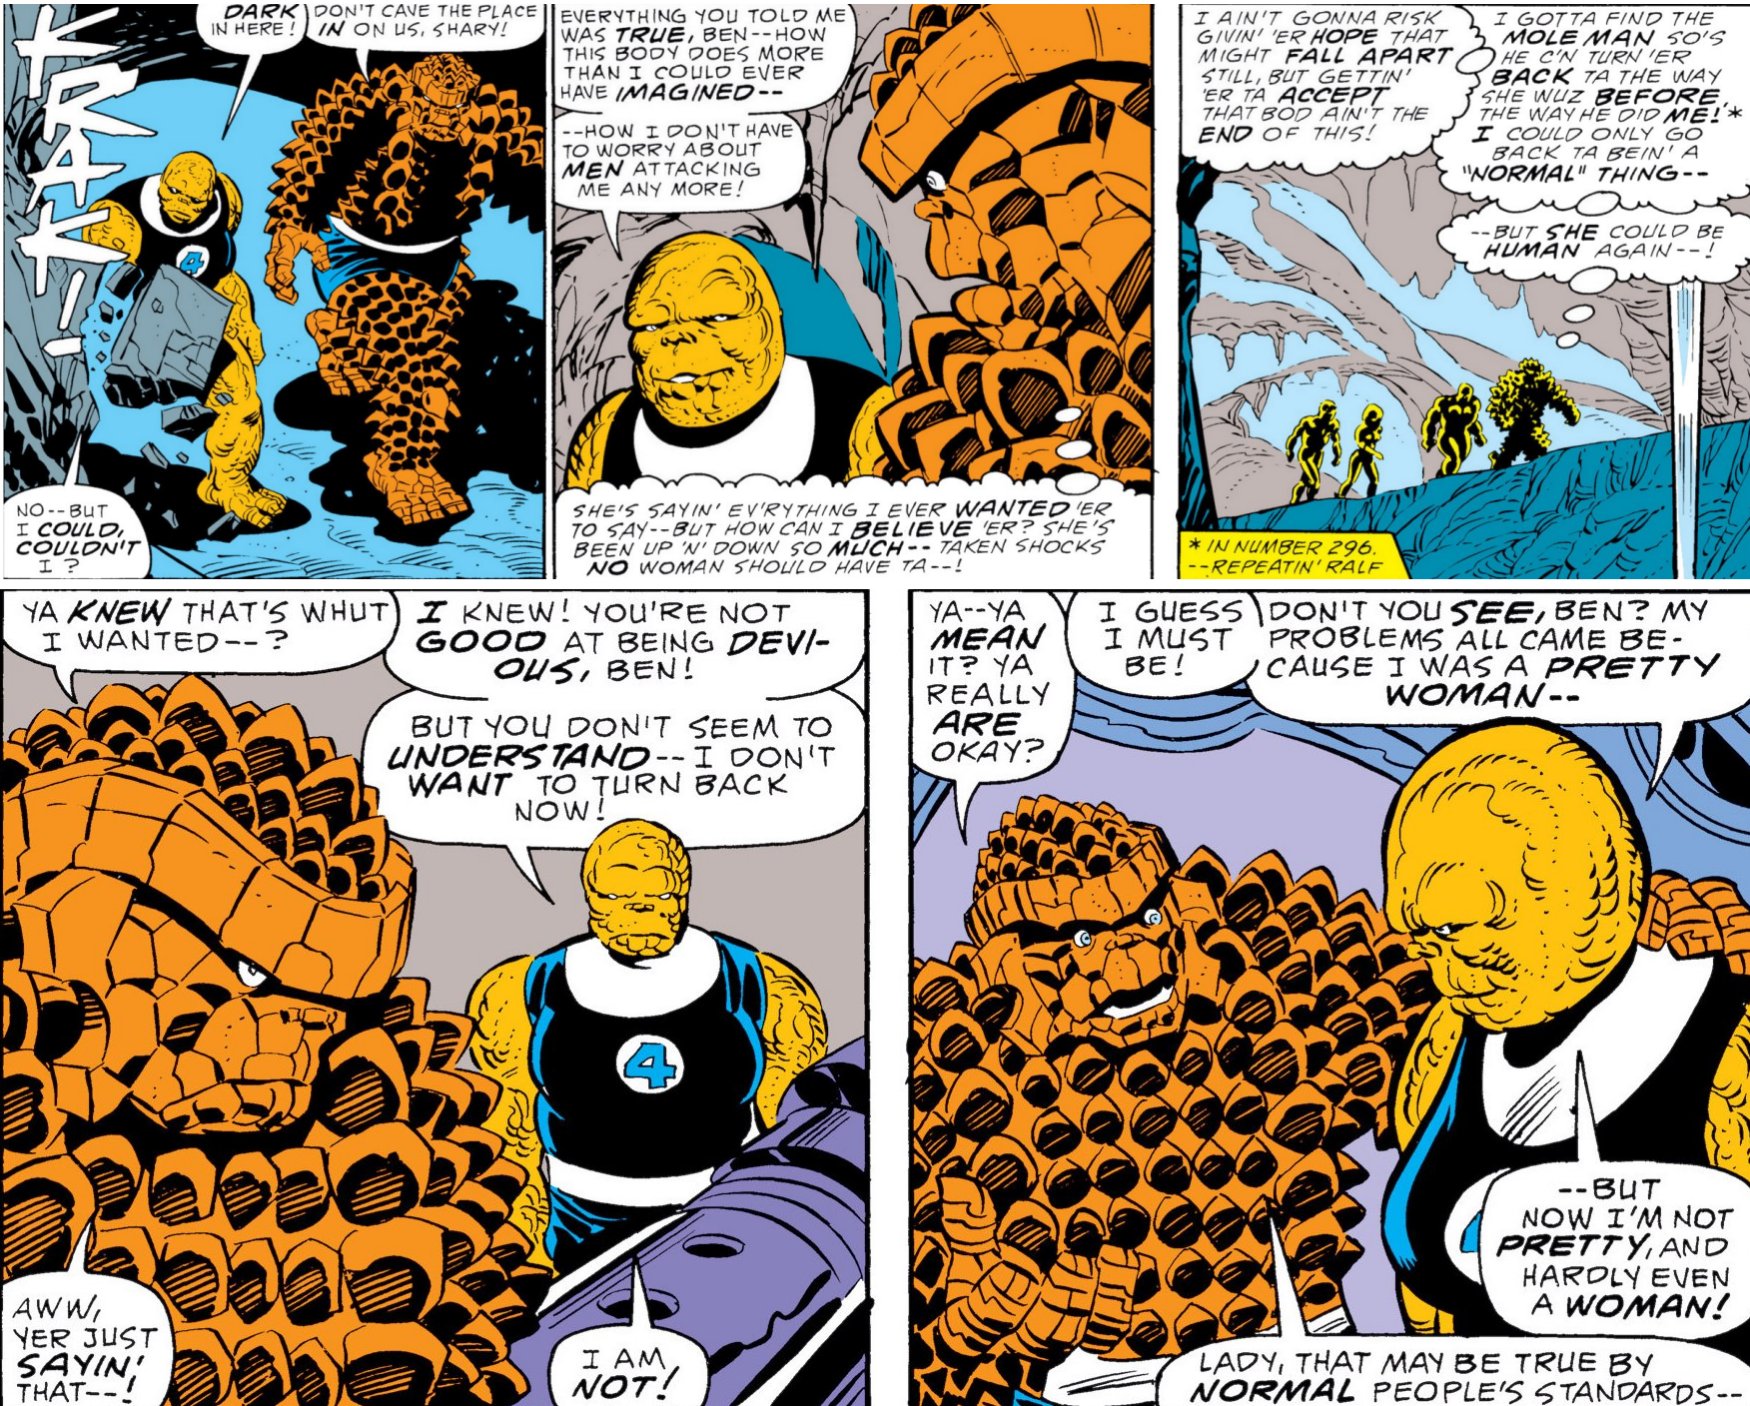 KRAK!
DARK
IN HERE!
DON'T CAVE THE PLACE
IN ON US, SHARY!
NO--BUT
I COULD,
COULDN'T
I?
EVERYTHING YOU TOLD ME
WAS TRUE, BEN--HOW
THIS BODY DOES MORE
THAN I COULD EVER
HAVE IMAGINED--
--HOW I DON'T HAVE
TO WORRY ABOUT
MEN ATTACKING
ME ANY MORE!
SHE'S SAYIN' EV'RYTHING I EVER WANTED 'ER
TO SAY--BUT HOW CAN I BELIEVE 'ER? SHE'S
BEEN UP 'N' DOWN SO MUCH--TAKEN SHOCKS
NO WOMAN SHOULD HAVE TA--!
I AIN'T GONNA RISK
GIVIN' 'ER HOPE THAT
MIGHT FALL APART
STILL, BUT GETTIN'
'ER TA ACCEPT
THAT BOD AIN'T THE
END OF THIS!
I GOTTA FIND THE
MOLE MAN SO'S
HE C'N TURN 'ER
BACK TA THE WAY
SHE WUZ BEFORE,
THE WAY HE DID ME!*
I COULD ONLY GO
BACK TA BEIN' A
"NORMAL" THING--
--BUT SHE COULD BE
HUMAN AGAIN--!
* IN NUMBER 296.
--REPEATIN' RALF
YA KNEW THAT'S WHUT
I WANTED--?
I KNEW! YOU'RE NOT
GOOD AT BEING DEVI-
OUS, BEN!
BUT YOU DON'T SEEM TO
UNDERSTAND--I DON'T
WANT TO TURN BACK
NOW!
4
AWW,
YER JUST
SAYIN'
THAT--!
I AM
NOT!
YA--YA
MEAN
IT? YA
REALLY
ARE
OKAY?
I GUESS
I MUST
BE!
DON'T YOU SEE, BEN? MY
PROBLEMS ALL CAME BE-
CAUSE I WAS A PRETTY
WOMAN--
--BUT
NOW I'M NOT
PRETTY, AND
HARDLY EVEN
A WOMAN!
LADY, THAT MAY BE TRUE BY
NORMAL PEOPLE'S STANDARDS--